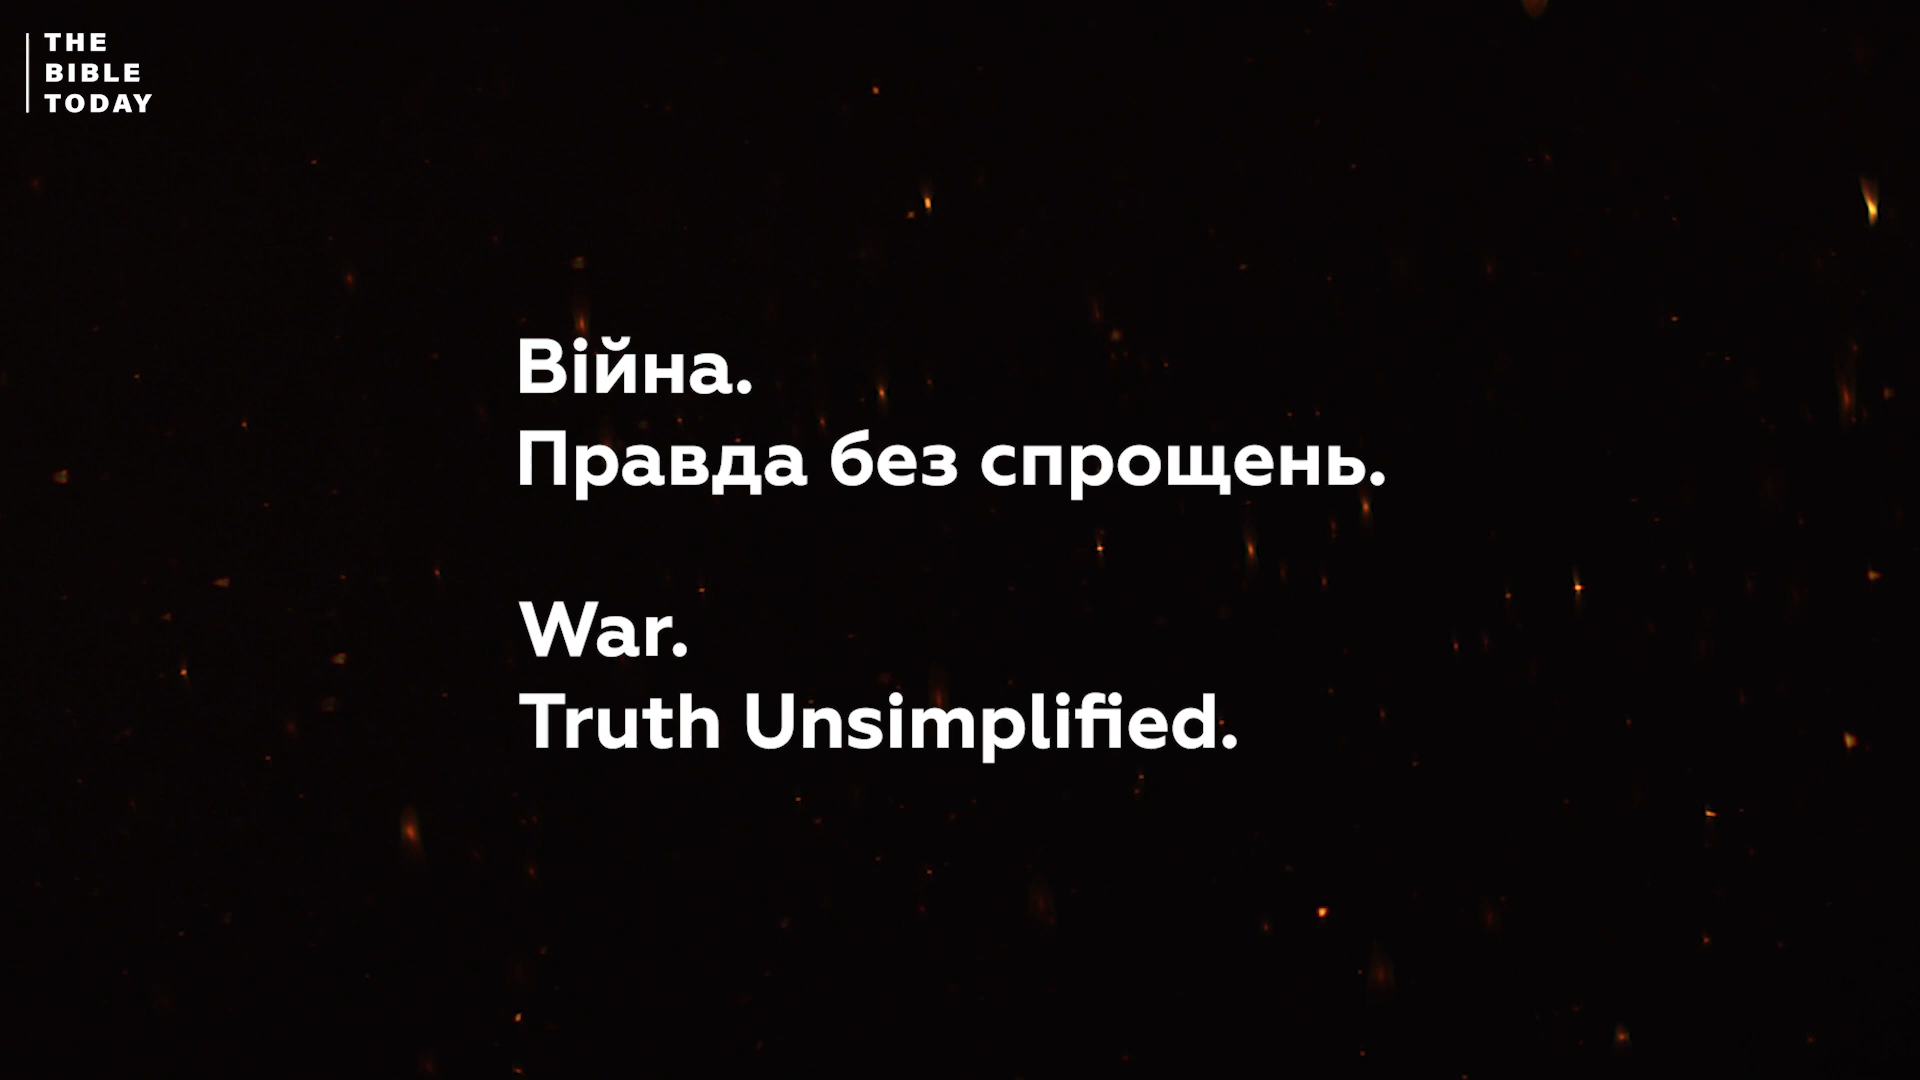 THE
BIBLE
TODAY
Війна.
Правда без спрощень.
War.
Truth Unsimplified.